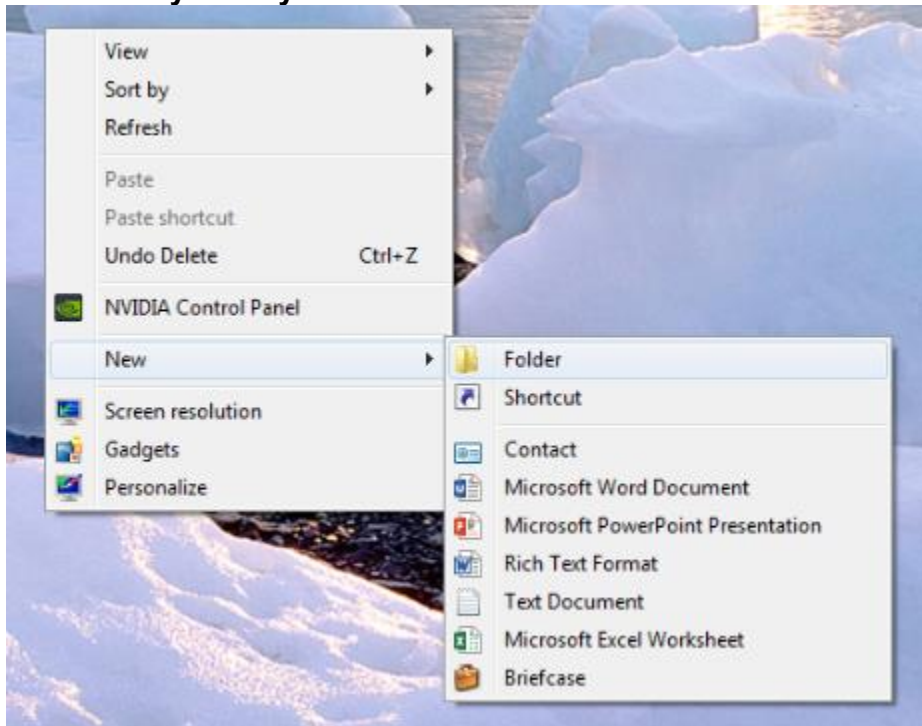 View
Sort by
Refresh
Paste
Paste shortcut
Undo Delete Ctrl+Z
NVIDIA Control Panel
New
Screen resolution
Gadgets
Personalize
Folder
Shortcut
Contact
Microsoft Word Document
Microsoft PowerPoint Presentation
Rich Text Format
Text Document
Microsoft Excel Worksheet
Briefcase